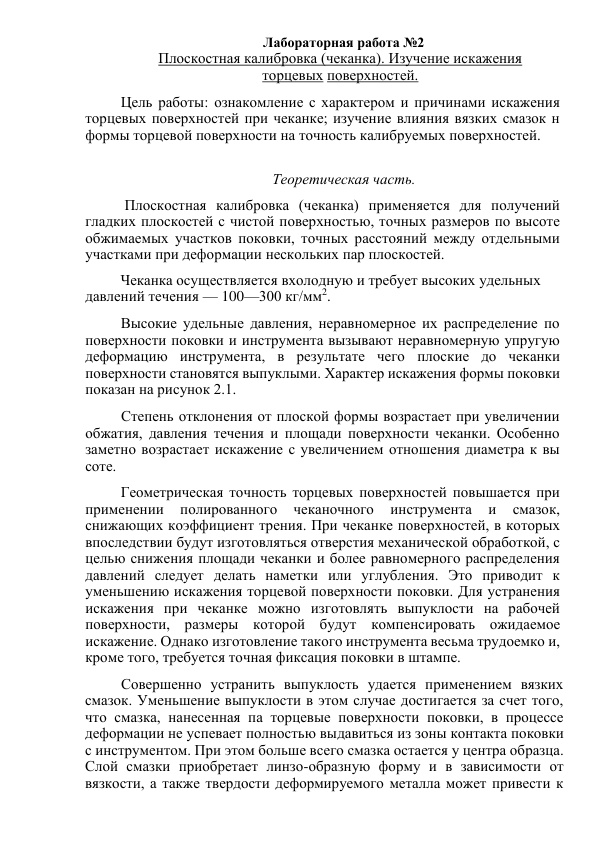 Лабораторная работа №2
Плоскостная калибровка (чеканка). Изучение искажения
торцевых поверхностей.
Цель работы: ознакомление с характером и причинами искажения
торцевых поверхностей при чеканке; изучение влияния вязких смазок н
формы торцевой поверхности на точность калибруемых поверхностей.
Теоретическая часть.
Плоскостная калибровка (чеканка) применяется для получений
гладких плоскостей с чистой поверхностью, точных размеров по высоте
обжимаемых участков поковки, точных расстояний между отдельными
участками при деформации нескольких пар плоскостей.
Чеканка осуществляется вхолодную и требует высоких удельных
давлений течения — 100—300 кг/мм².
Высокие удельные давления, неравномерное их распределение по
поверхности поковки и инструмента вызывают неравномерную упругую
деформацию инструмента, в результате чего плоские до чеканки
поверхности становятся выпуклыми. Характер искажения формы поковки
показан на рисунок 2.1.
Степень отклонения от плоской формы возрастает при увеличении
обжатия, давления течения и площади поверхности чеканки. Особенно
заметно возрастает искажение с увеличением отношения диаметра к вы
соте.
Геометрическая точность торцевых поверхностей повышается при
применении полированного чеканочного инструмента и смазок,
снижающих коэффициент трения. При чеканке поверхностей, в которых
впоследствии будут изготовляться отверстия механической обработкой, с
целью снижения площади чеканки и более равномерного распределения
давлений следует делать наметки или углубления. Это приводит к
уменьшению искажения торцевой поверхности поковки. Для устранения
искажения при чеканке можно изготовлять выпуклости на рабочей
поверхности, размеры которой будут компенсировать ожидаемое
искажение. Однако изготовление такого инструмента весьма трудоемко и,
кроме того, требуется точная фиксация поковки в штампе.
Совершенно устранить выпуклость удается применением вязких
смазок. Уменьшение выпуклости в этом случае достигается за счет того,
что смазка, нанесенная па торцевые поверхности поковки, в процессе
деформации не успевает полностью выдавиться из зоны контакта поковки
с инструментом. При этом больше всего смазка остается у центра образца.
Слой смазки приобретает линзо-образную форму и в зависимости от
вязкости, а также твердости деформируемого металла может привести к